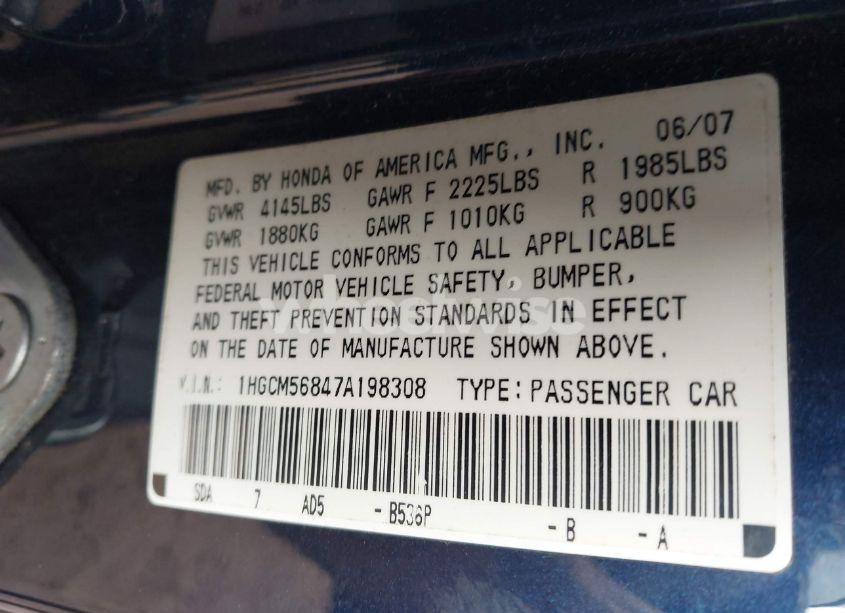 MFD. BY HONDA OF AMERICA MFG., INC. 06/07
GVWR 4145LBS GAWR F 2225LBS R 1985LBS
GVWR 1880KG GAWR F 1010KG R 900KG
THIS VEHICLE CONFORMS TO ALL APPLICABLE
FEDERAL MOTOR VEHICLE SAFETY, BUMPER,
AND THEFT PREVENTION STANDARDS IN EFFECT
ON THE DATE OF MANUFACTURE SHOWN ABOVE.
V.I.N.: 1HGCM56847A198308 TYPE: PASSENGER CAR
SDA 7 AD5 - B536P - B - A
wheelwise